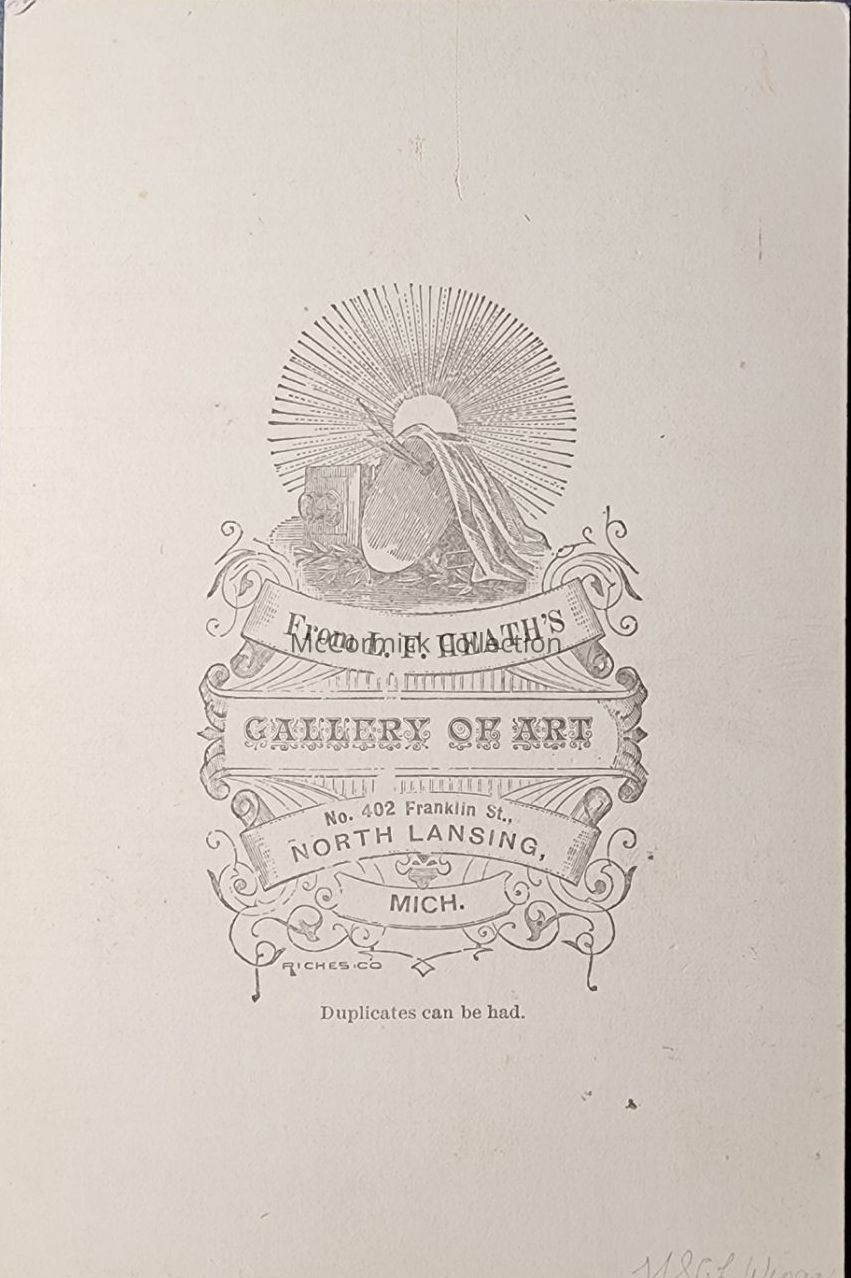 From L. F. HEATH'S
McCormick Collection
GALLERY OF ART
No. 402 Franklin St.,
NORTH LANSING,
MICH.
RICHES.CO
Duplicates can be had.